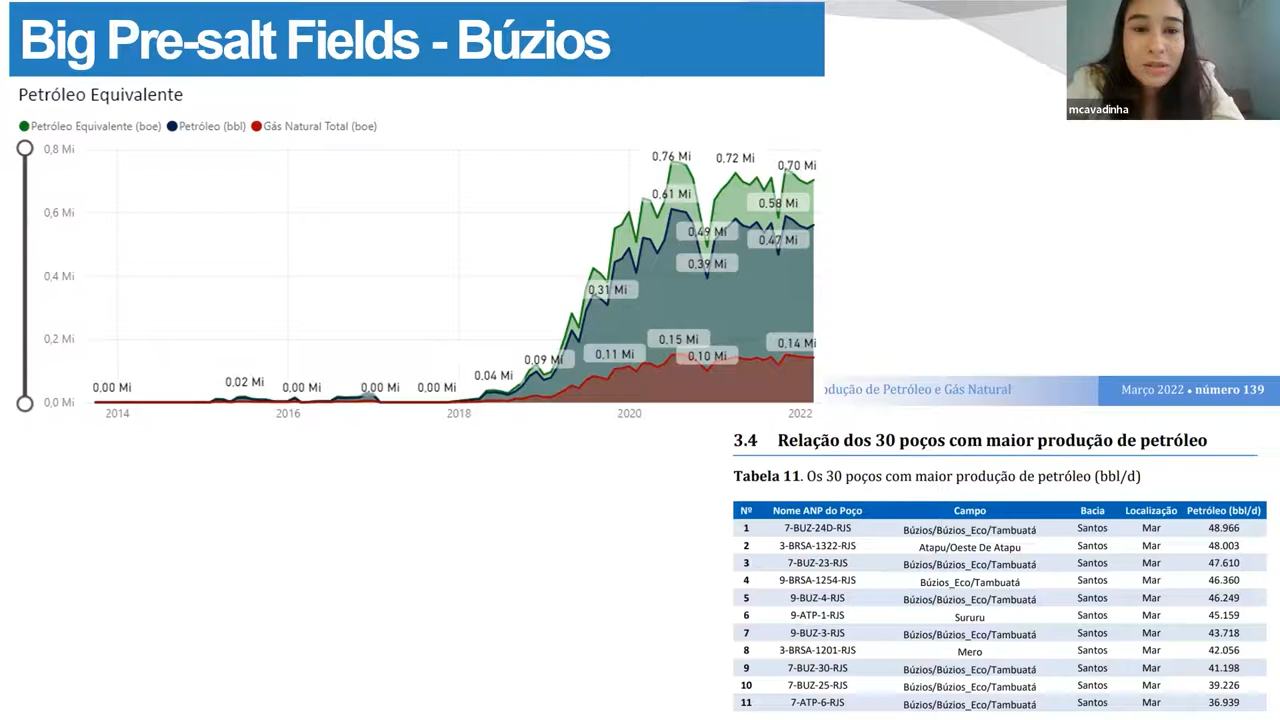 Big Pre-salt Fields - Búzios
mcavadinha
Petróleo Equivalente
Petróleo Equivalente (boe) Petróleo (bbl) Gás Natural Total (boe)
0,8 Mi
0,6 Mi
0,4 Mi
0,2 Mi
0,0 Mi
0,76 Mi 0,72 Mi 0,70 Mi
0,61 Mi 0,58 Mi
0,49 Mi 0,47 Mi
0,39 Mi
0,31 Mi
0,15 Mi 0,14 Mi
0,09 Mi 0,11 Mi 0,10 Mi
0,00 Mi 0,02 Mi 0,00 Mi 0,00 Mi 0,00 Mi 0,04 Mi
2014 2016 2018 2020 2022
dução de Petróleo e Gás Natural Março 2022 • número 139
3.4 Relação dos 30 poços com maior produção de petróleo
Tabela 11. Os 30 poços com maior produção de petróleo (bbl/d)
Nº Nome ANP do Poço Campo Bacia Localização Petróleo (bbl/d)
1 7-BUZ-24D-RJS Búzios/Búzios_Eco/Tambuatá Santos Mar 48.966
2 3-BRSA-1322-RJS Atapu/Oeste De Atapu Santos Mar 48.003
3 7-BUZ-23-RJS Búzios/Búzios_Eco/Tambuatá Santos Mar 47.610
4 9-BRSA-1254-RJS Búzios_Eco/Tambuatá Santos Mar 46.360
5 9-BUZ-4-RJS Búzios/Búzios_Eco/Tambuatá Santos Mar 46.249
6 9-ATP-1-RJS Sururu Santos Mar 45.159
7 9-BUZ-3-RJS Búzios/Búzios_Eco/Tambuatá Santos Mar 43.718
8 3-BRSA-1201-RJS Mero Santos Mar 42.056
9 7-BUZ-30-RJS Búzios/Búzios_Eco/Tambuatá Santos Mar 41.198
10 7-BUZ-25-RJS Búzios/Búzios_Eco/Tambuatá Santos Mar 39.226
11 7-ATP-6-RJS Búzios/Búzios_Eco/Tambuatá Santos Mar 36.939